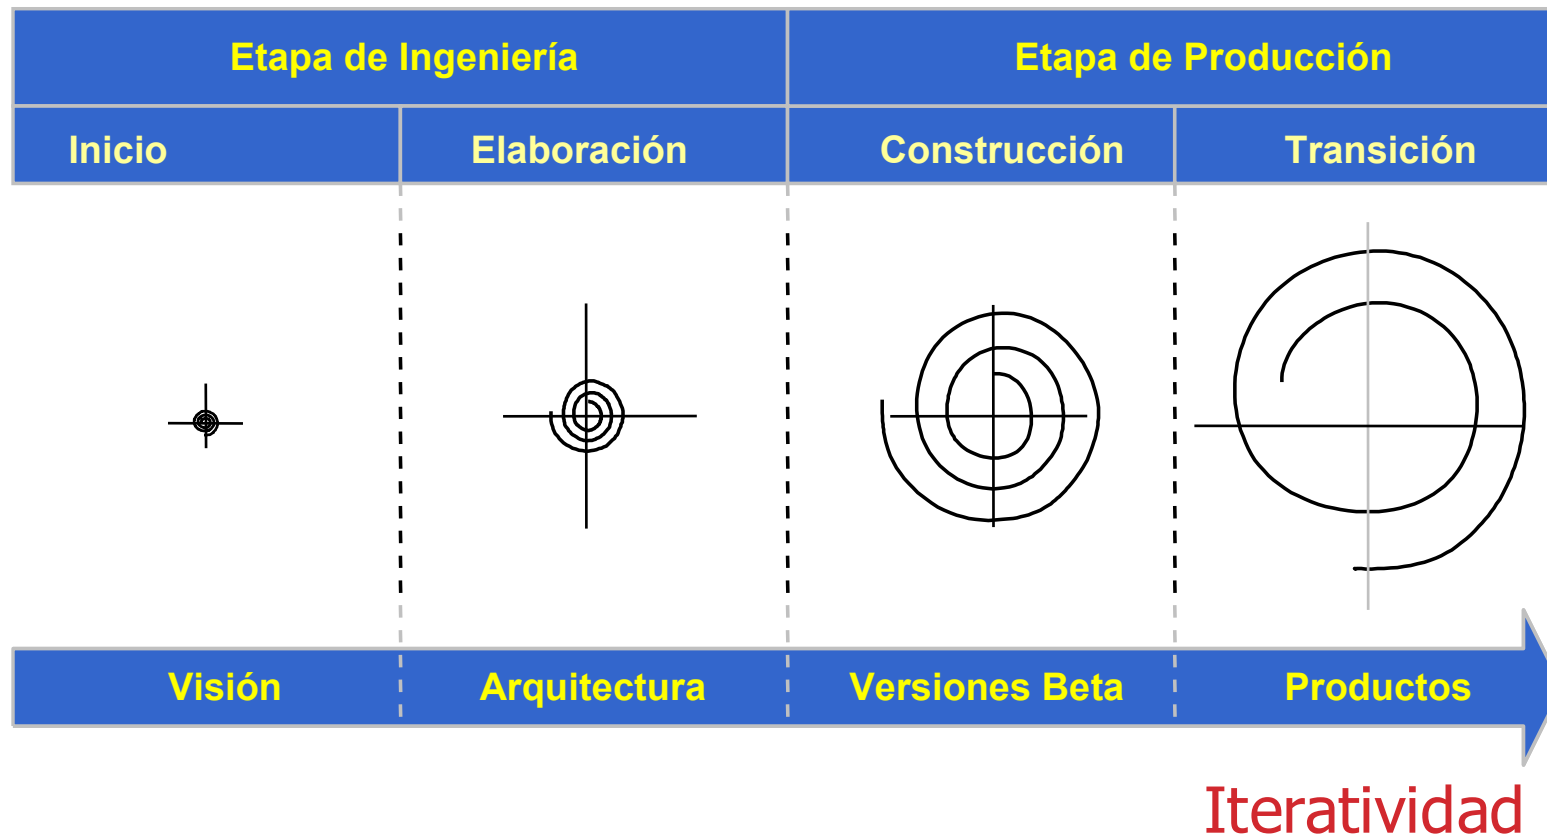 Etapa de Ingeniería
Etapa de Producción
Inicio
Elaboración
Construcción
Transición
Visión
Arquitectura
Versiones Beta
Productos
Iteratividad